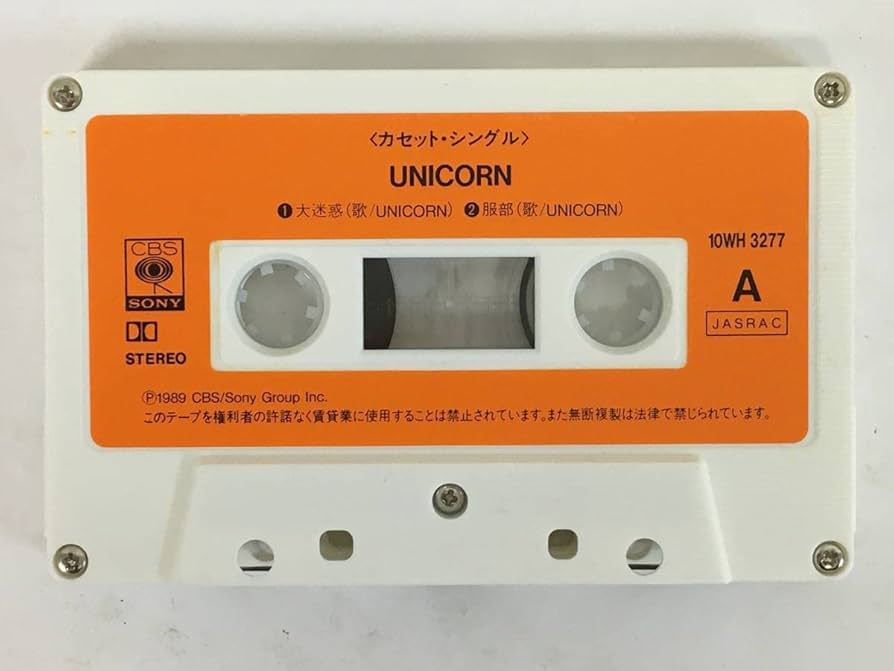 〈カセット・シングル〉
UNICORN
❶大迷惑(歌/UNICORN) ❷服部(歌/UNICORN)
CBS
SONY
STEREO
10WH 3277
A
JASRAC
Ⓟ1989 CBS/Sony Group Inc.
このテープを権利者の許諾なく賃貸業に使用することは禁止されています。また無断複製は法律で禁じられています。